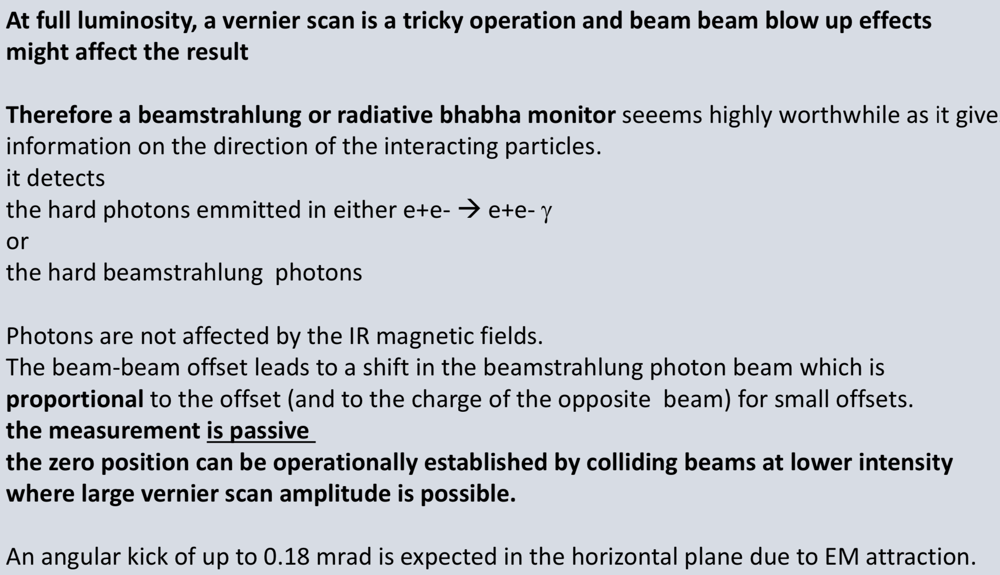 At full luminosity, a vernier scan is a tricky operation and beam beam blow up effects
might affect the result
Therefore a beamstrahlung or radiative bhabha monitor seeems highly worthwhile as it give
information on the direction of the interacting particles.
it detects
the hard photons emmitted in either e+e- → e+e- γ
or
the hard beamstrahlung  photons
Photons are not affected by the IR magnetic fields.
The beam-beam offset leads to a shift in the beamstrahlung photon beam which is
proportional to the offset (and to the charge of the opposite  beam) for small offsets.
the measurement is passive
the zero position can be operationally established by colliding beams at lower intensity
where large vernier scan amplitude is possible.
An angular kick of up to 0.18 mrad is expected in the horizontal plane due to EM attraction.